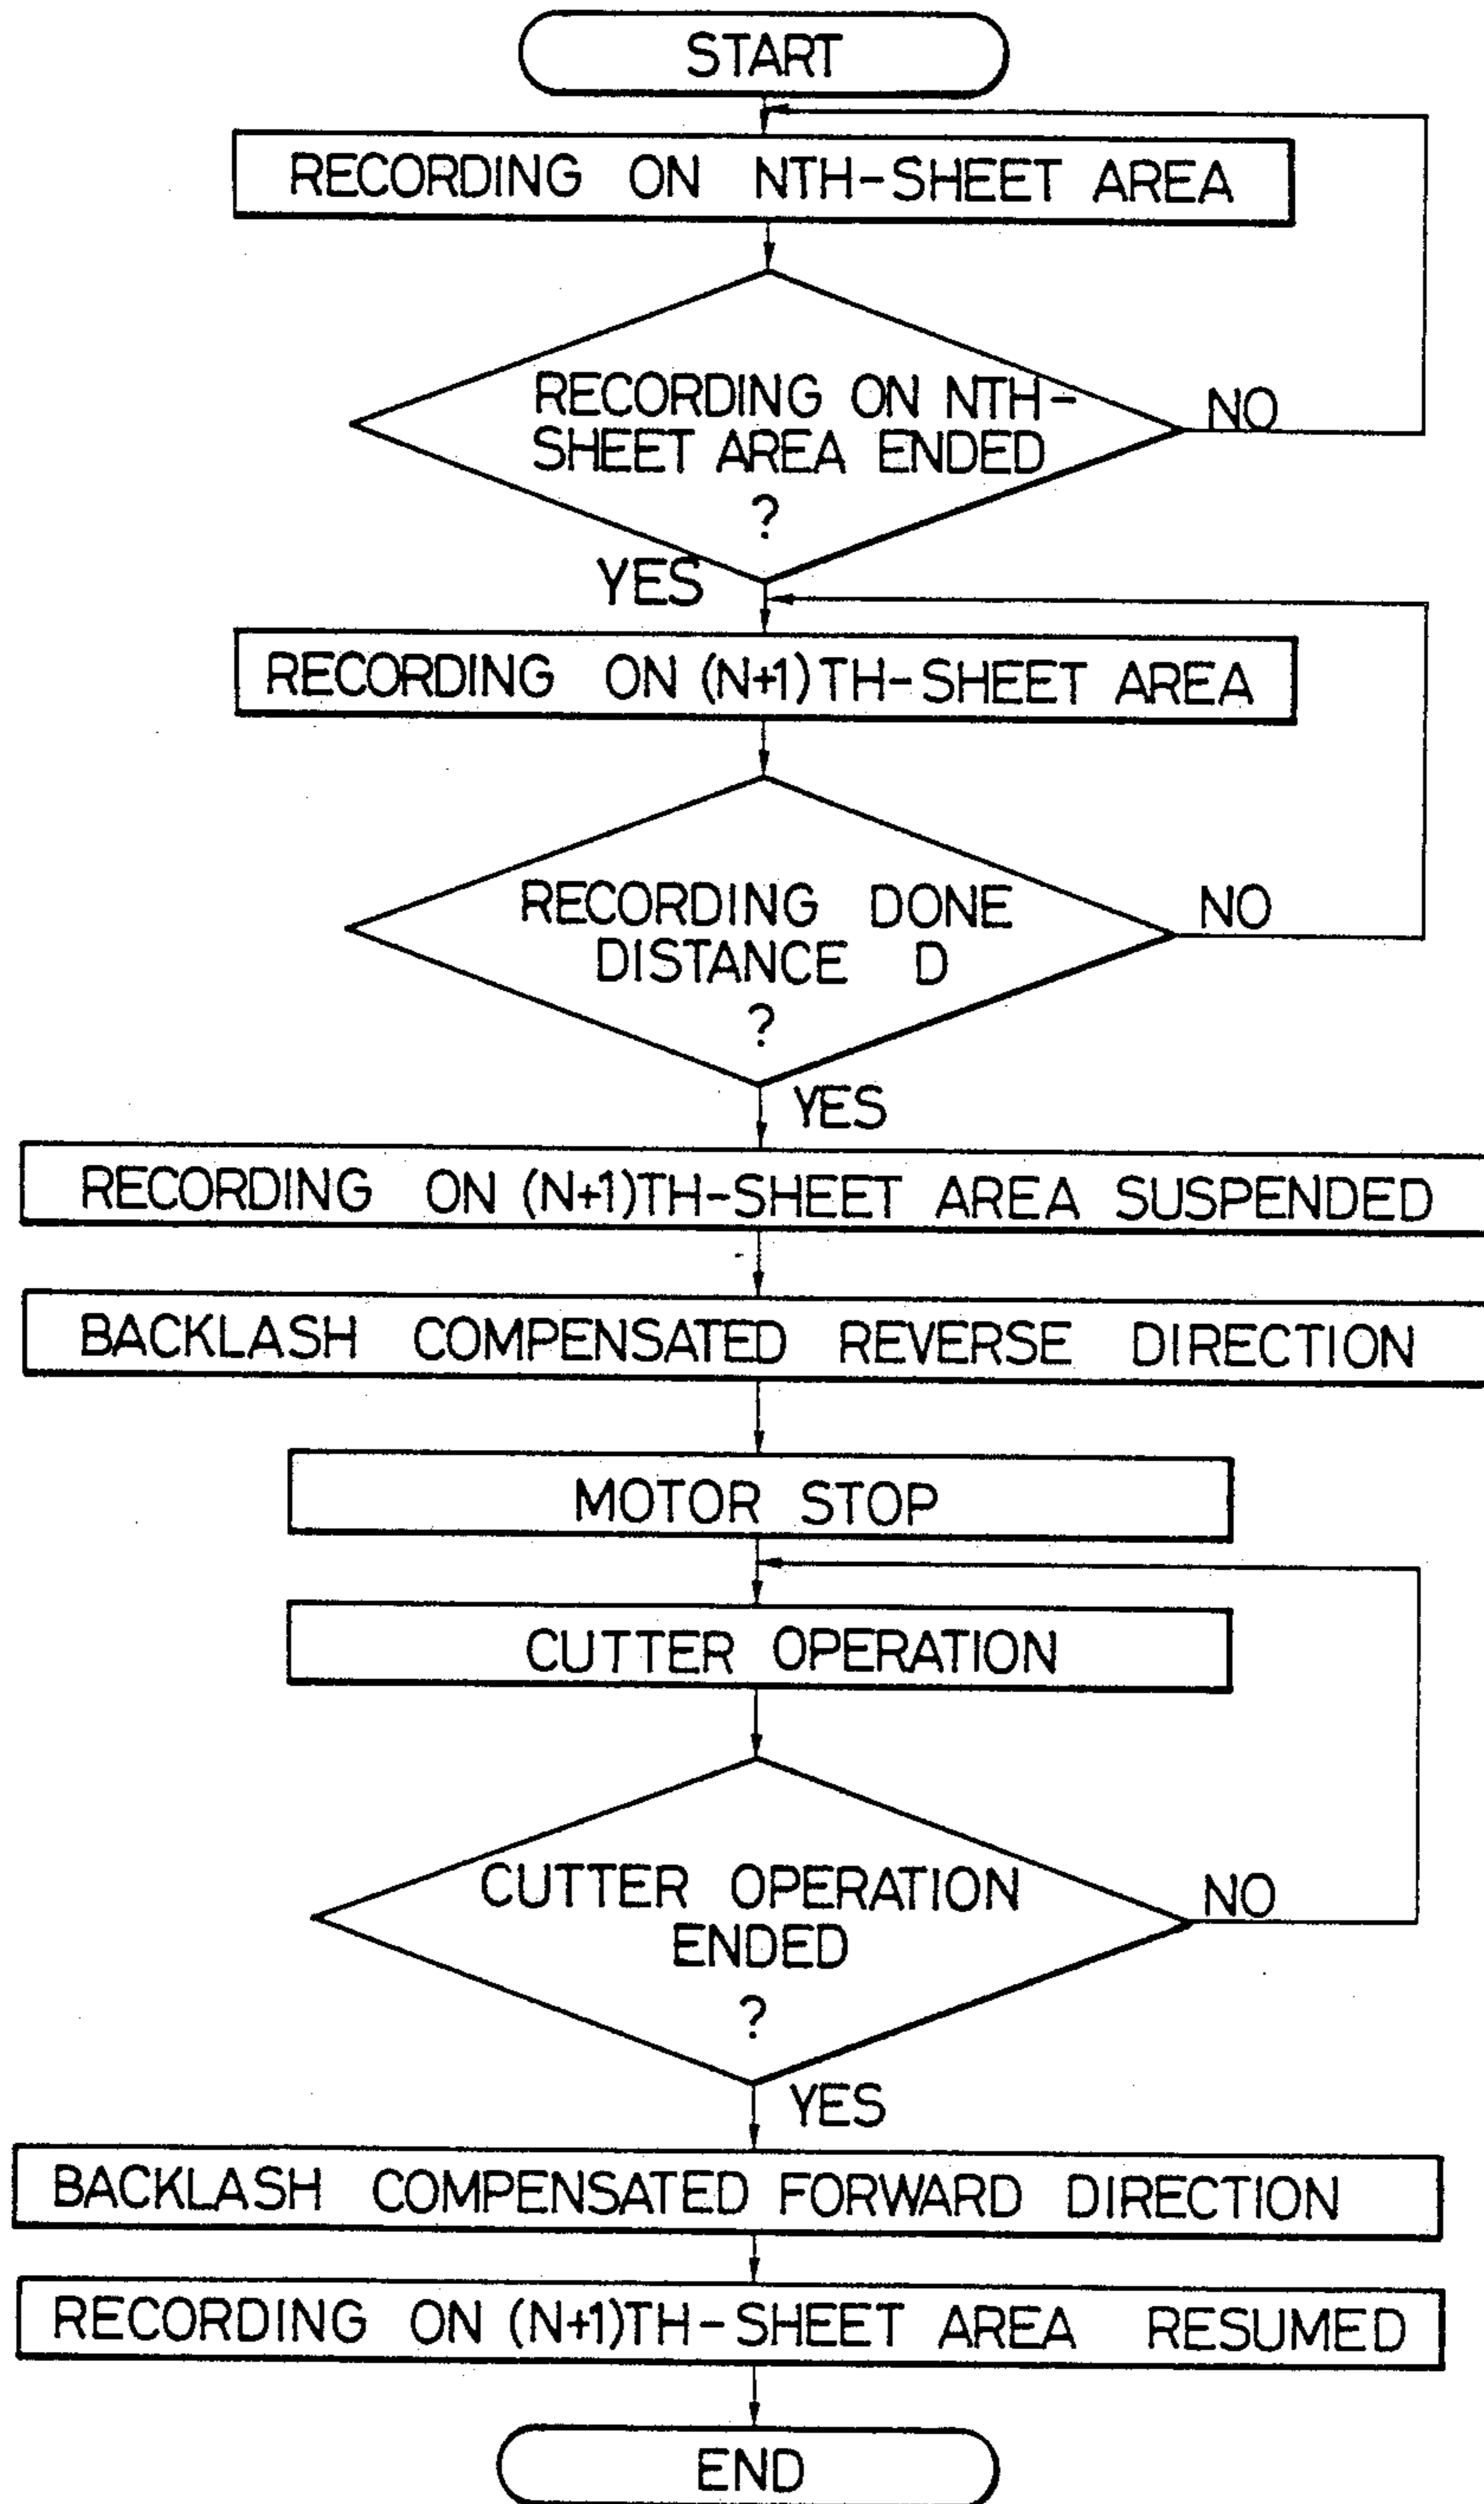 START
RECORDING ON NTH-SHEET AREA
RECORDING ON NTH-
SHEET AREA ENDED
?
NO
YES
RECORDING ON (N+1)TH-SHEET AREA
RECORDING DONE
DISTANCE D
?
NO
YES
RECORDING ON (N+1)TH-SHEET AREA SUSPENDED
BACKLASH COMPENSATED REVERSE DIRECTION
MOTOR STOP
CUTTER OPERATION
CUTTER OPERATION
ENDED
?
NO
YES
BACKLASH COMPENSATED FORWARD DIRECTION
RECORDING ON (N+1)TH-SHEET AREA RESUMED
END